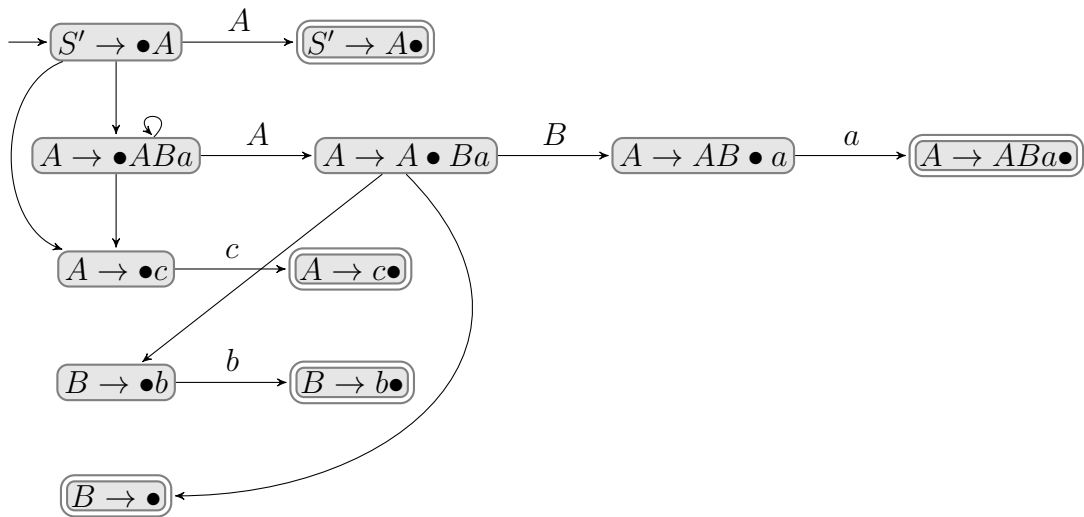 A
S′ → •A S′ → A•
A B a
A → •ABa A → A • Ba A → AB • a A → ABa•
c
A → •c A → c•
b
B → •b B → b•
B → •